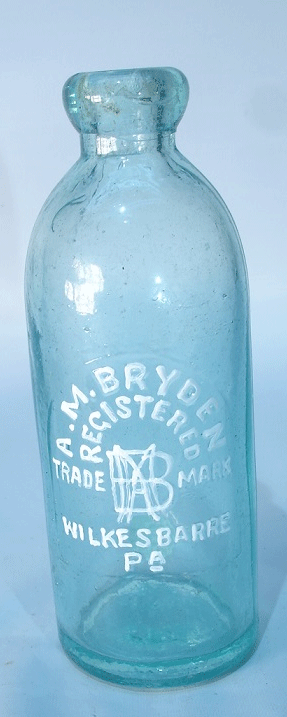 A. M. BRYDEN
REGISTERED
TRADE MARK
WILKESBARRE
PA